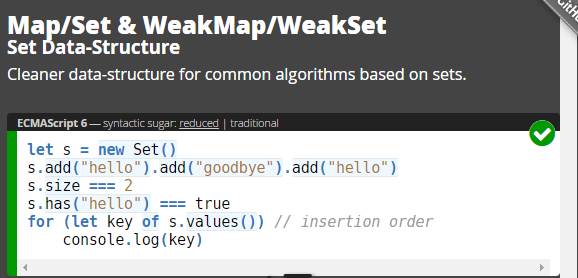 GitH
Map/Set & WeakMap/WeakSet
Set Data-Structure
Cleaner data-structure for common algorithms based on sets.
ECMAScript 6 — syntactic sugar: reduced | traditional
let s = new Set()
s.add("hello").add("goodbye").add("hello")
s.size === 2
s.has("hello") === true
for (let key of s.values()) // insertion order
    console.log(key)